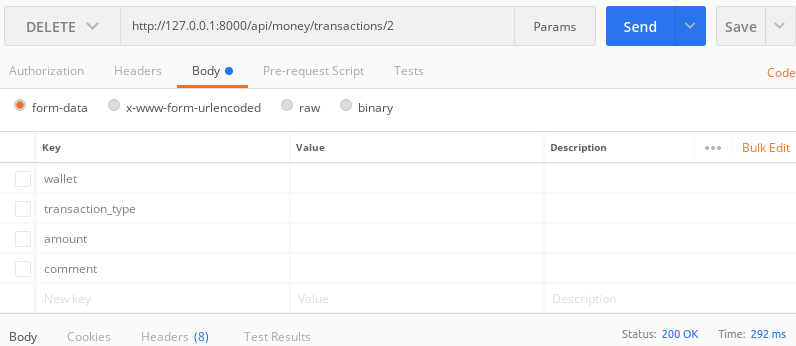 DELETE http://127.0.0.1:8000/api/money/transactions/2 Params Send Save
Authorization Headers Body Pre-request Script Tests Code
form-data x-www-form-urlencoded raw binary
Key Value Description ••• Bulk Edit
wallet
transaction_type
amount
comment
New key Value Description
Body Cookies Headers (8) Test Results Status: 200 OK Time: 292 ms